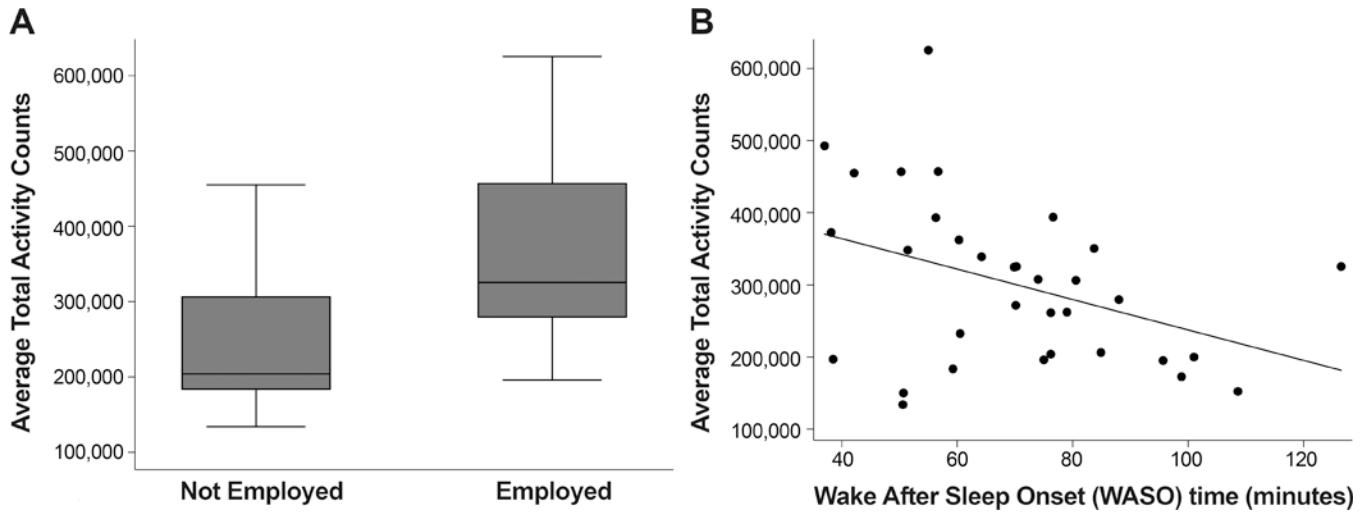 A
Average Total Activity Counts
600,000
500,000
400,000
300,000
200,000
100,000
Not Employed
Employed
B
Average Total Activity Counts
600,000
500,000
400,000
300,000
200,000
100,000
40 60 80 100 120
Wake After Sleep Onset (WASO) time (minutes)